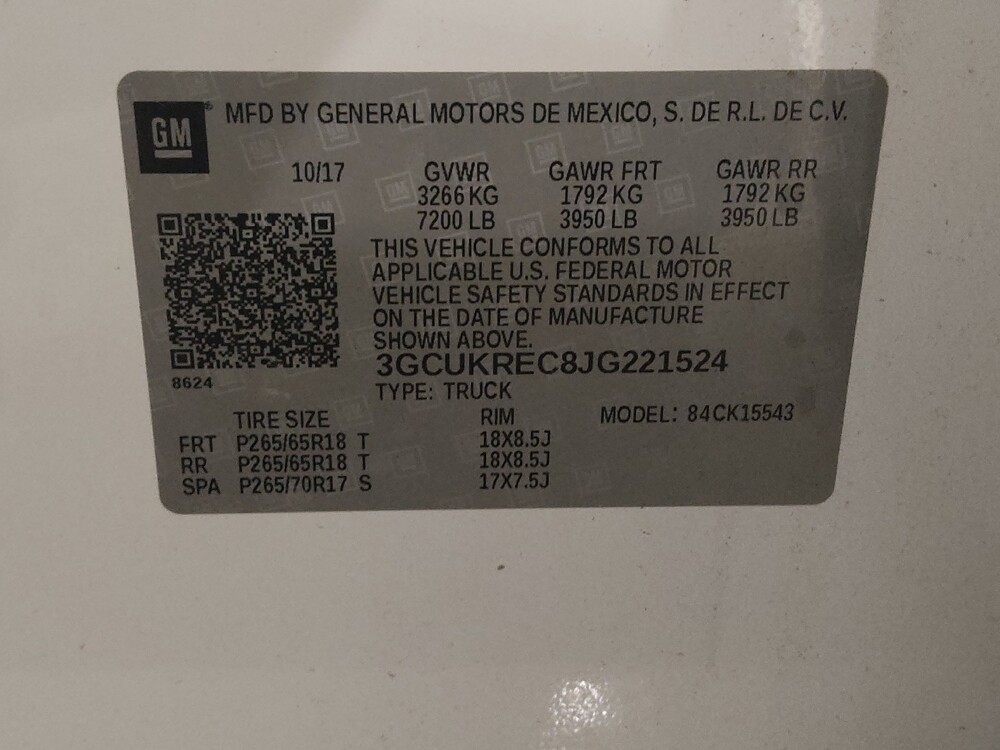 GM® MFD BY GENERAL MOTORS DE MEXICO, S. DE R.L. DE C.V.
10/17 GVWR GAWR FRT GAWR RR
3266 KG 1792 KG 1792 KG
7200 LB 3950 LB 3950 LB
THIS VEHICLE CONFORMS TO ALL
APPLICABLE U.S. FEDERAL MOTOR
VEHICLE SAFETY STANDARDS IN EFFECT
ON THE DATE OF MANUFACTURE
SHOWN ABOVE.
3GCUKREC8JG221524
8624
TYPE: TRUCK
TIRE SIZE RIM MODEL: 84CK15543
FRT P265/65R18 T 18X8.5J
RR P265/65R18 T 18X8.5J
SPA P265/70R17 S 17X7.5J